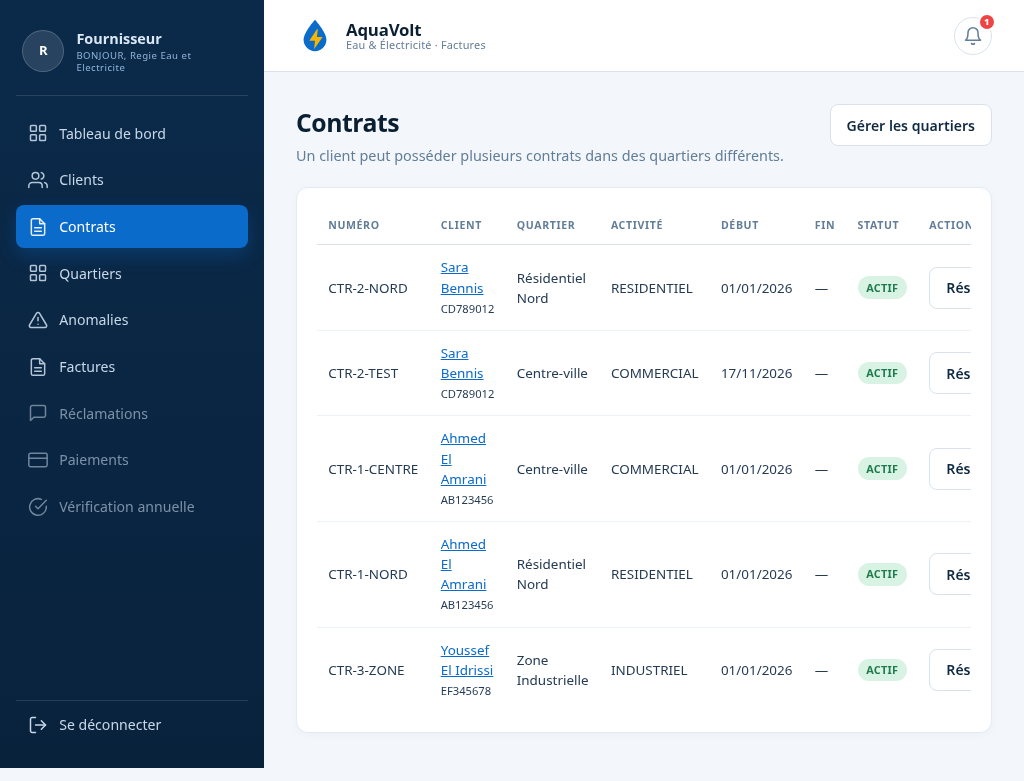 R
Fournisseur
BONJOUR, Regie Eau et
Electricite
Tableau de bord
Clients
Contrats
Quartiers
Anomalies
Factures
Réclamations
Paiements
Vérification annuelle
Se déconnecter
AquaVolt
Eau & Électricité · Factures
1
Contrats
Un client peut posséder plusieurs contrats dans des quartiers différents.
Gérer les quartiers
NUMÉRO CLIENT QUARTIER ACTIVITÉ DÉBUT FIN STATUT ACTION
CTR-2-NORD Sara Bennis CD789012 Résidentiel Nord RESIDENTIEL 01/01/2026 — ACTIF Rés
CTR-2-TEST Sara Bennis CD789012 Centre-ville COMMERCIAL 17/11/2026 — ACTIF Rés
CTR-1-CENTRE Ahmed El Amrani AB123456 Centre-ville COMMERCIAL 01/01/2026 — ACTIF Rés
CTR-1-NORD Ahmed El Amrani AB123456 Résidentiel Nord RESIDENTIEL 01/01/2026 — ACTIF Rés
CTR-3-ZONE Youssef El Idrissi EF345678 Zone Industrielle INDUSTRIEL 01/01/2026 — ACTIF Rés